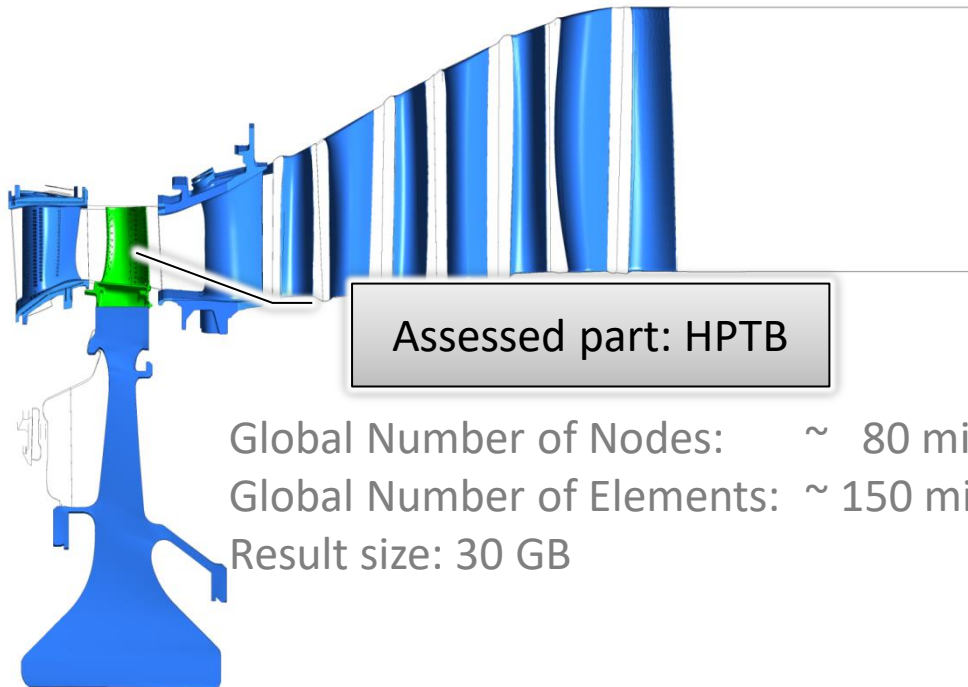 Assessed part: HPTB
Global Number of Nodes: ~ 80
Global Number of Elements: ~ 150
Result size: 30 GB